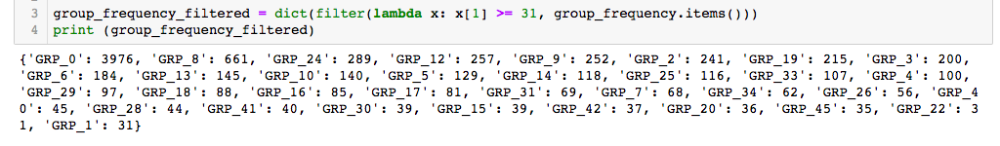 3 group_frequency_filtered = dict(filter(lambda x: x[1] >= 31, group_frequency.items()))
4 print (group_frequency_filtered)
{'GRP_0': 3976, 'GRP_8': 661, 'GRP_24': 289, 'GRP_12': 257, 'GRP_9': 252, 'GRP_2': 241, 'GRP_19': 215, 'GRP_3': 200,
'GRP_6': 184, 'GRP_13': 145, 'GRP_10': 140, 'GRP_5': 129, 'GRP_14': 118, 'GRP_25': 116, 'GRP_33': 107, 'GRP_4': 100,
'GRP_29': 97, 'GRP_18': 88, 'GRP_16': 85, 'GRP_17': 81, 'GRP_31': 69, 'GRP_7': 68, 'GRP_34': 62, 'GRP_26': 56, 'GRP_4
0': 45, 'GRP_28': 44, 'GRP_41': 40, 'GRP_30': 39, 'GRP_15': 39, 'GRP_42': 37, 'GRP_20': 36, 'GRP_45': 35, 'GRP_22': 3
1, 'GRP_1': 31}